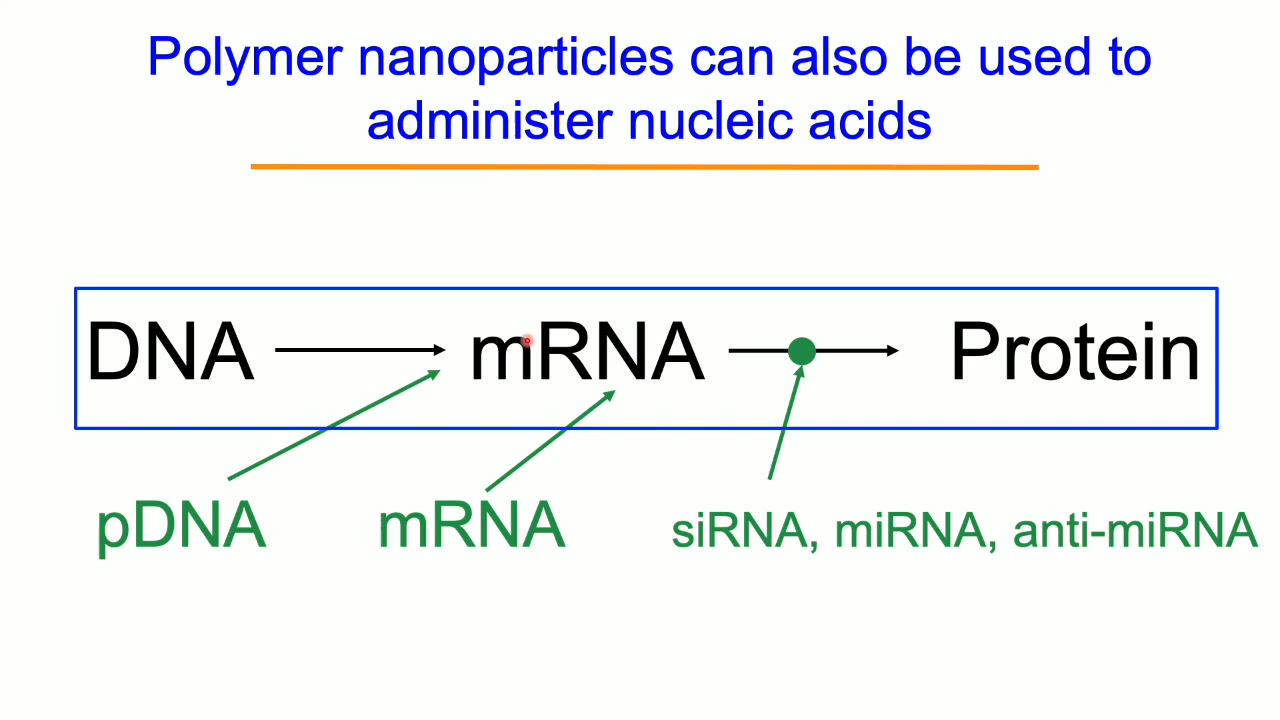 Polymer nanoparticles can also be used to
administer nucleic acids
DNA mRNA Protein
pDNA mRNA siRNA, miRNA, anti-miRNA